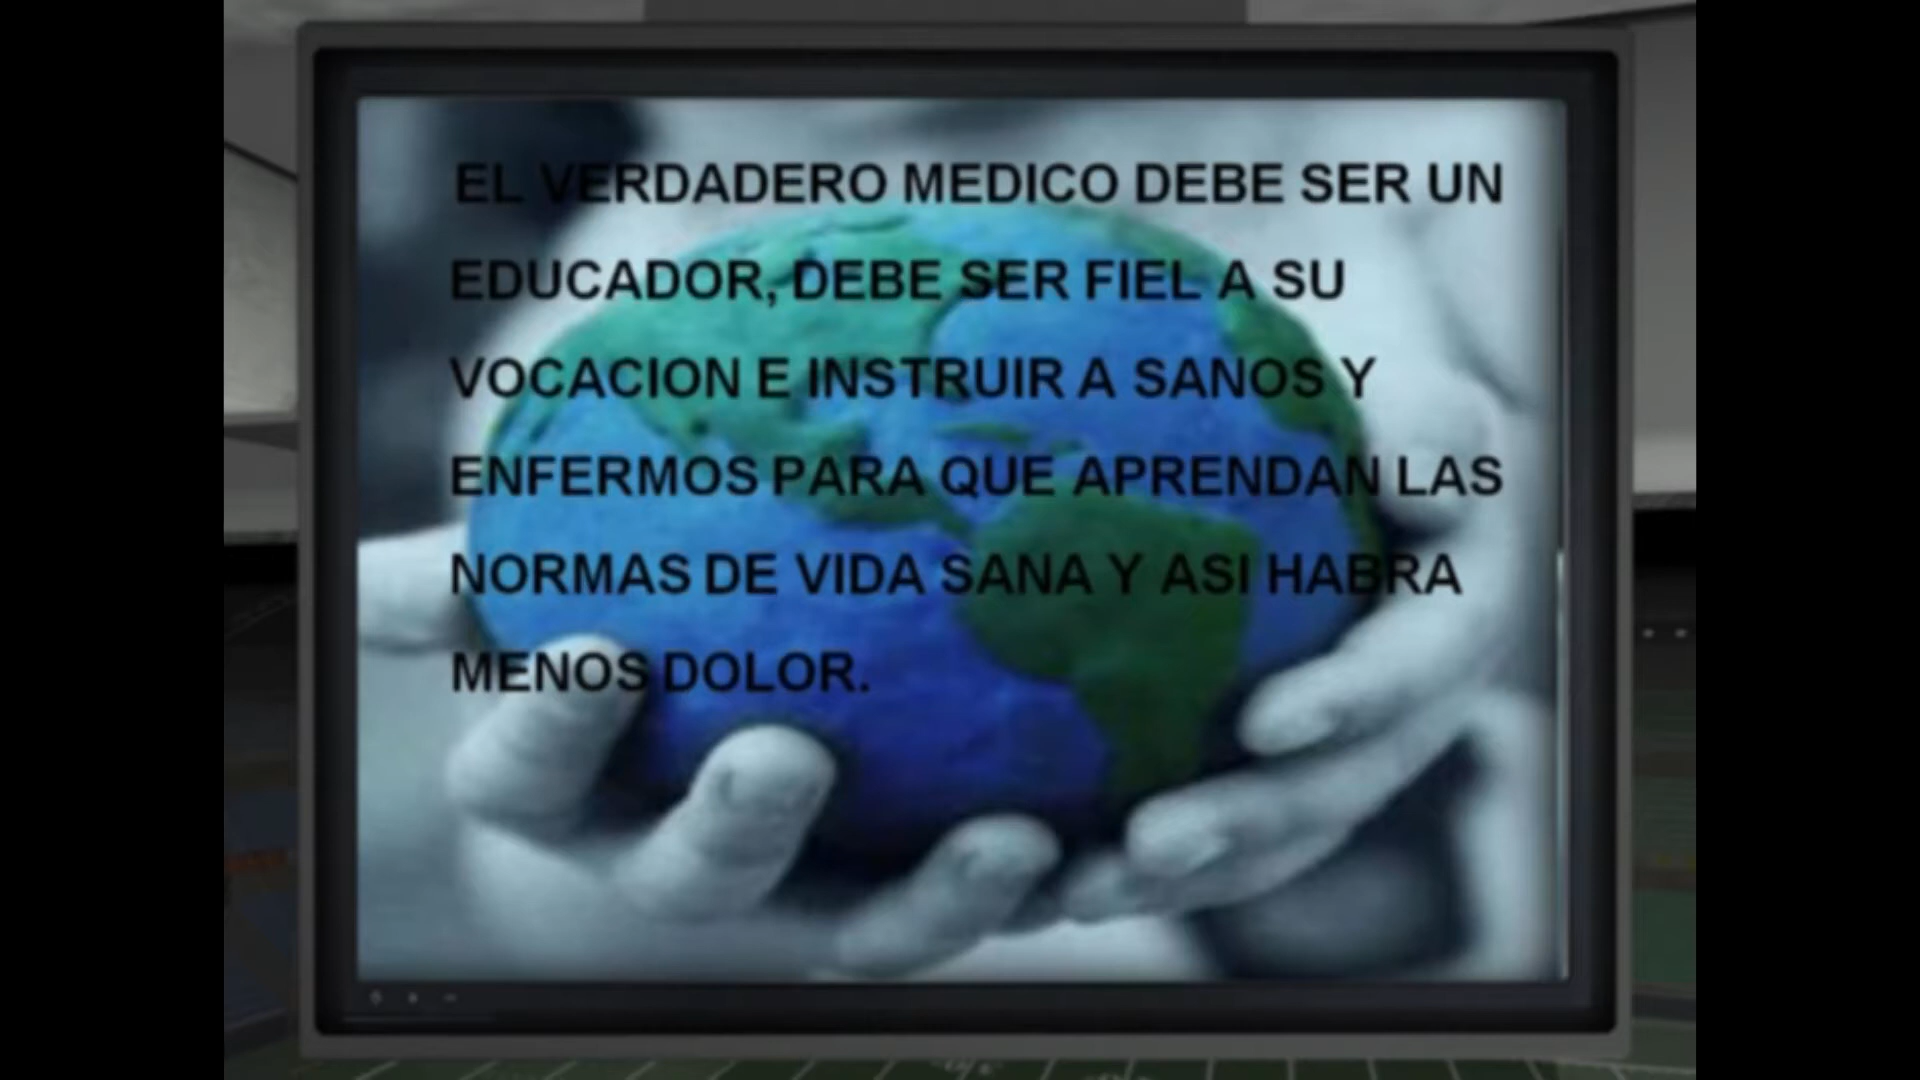 EL VERDADERO MEDICO DEBE SER UN
EDUCADOR, DEBE SER FIEL A SU
VOCACION E INSTRUIR A SANOS Y
ENFERMOS PARA QUE APRENDAN LAS
NORMAS DE VIDA SANA Y ASI HABRA
MENOS DOLOR.